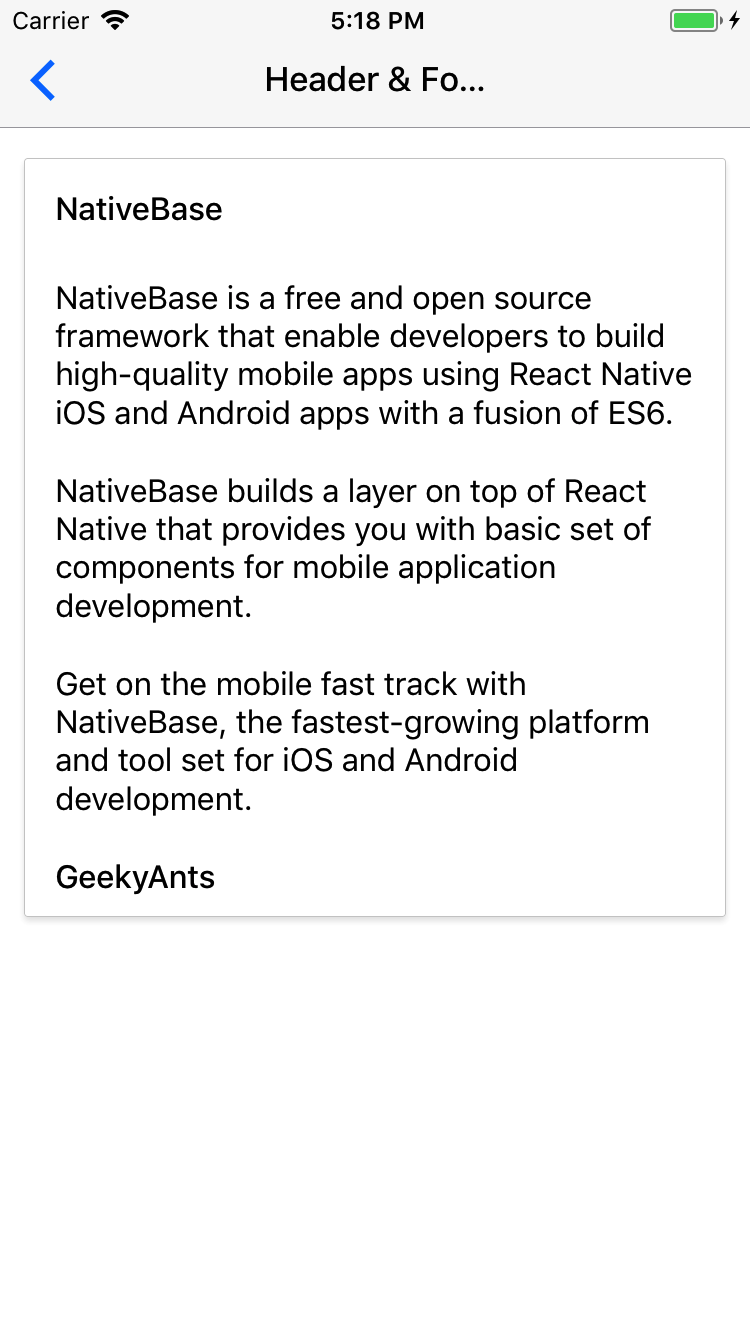 Carrier
5:18 PM
Header & Fo...
NativeBase
NativeBase is a free and open source
framework that enable developers to build
high-quality mobile apps using React Native
iOS and Android apps with a fusion of ES6.
NativeBase builds a layer on top of React
Native that provides you with basic set of
components for mobile application
development.
Get on the mobile fast track with
NativeBase, the fastest-growing platform
and tool set for iOS and Android
development.
GeekyAnts